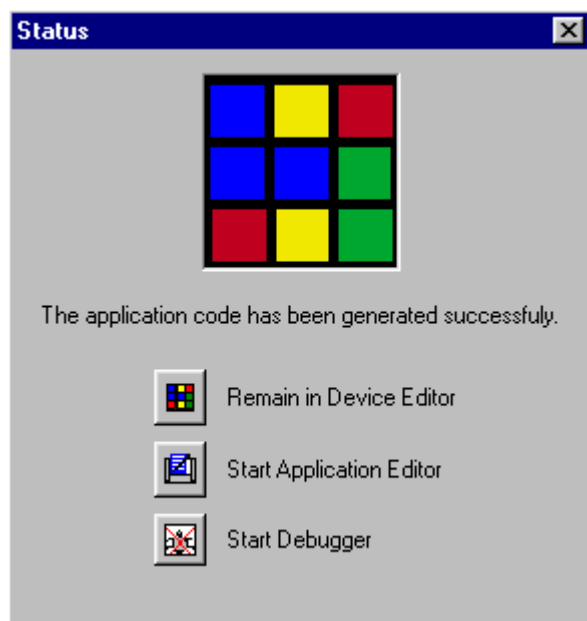 Status
The application code has been generated successfuly.
Remain in Device Editor
Start Application Editor
Start Debugger